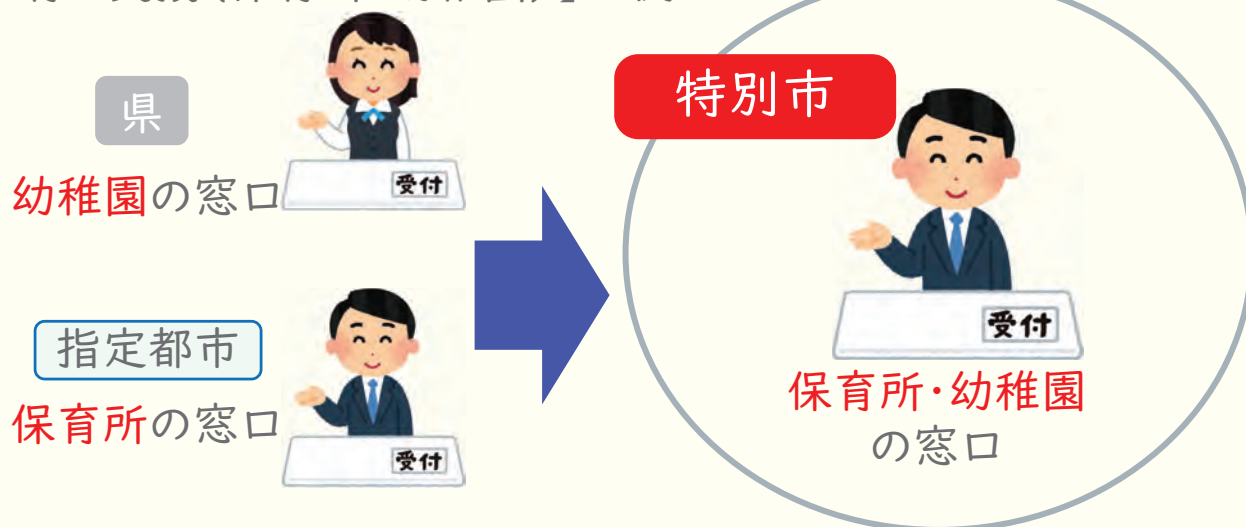 県
受付
幼稚園の窓口
指定都市
受付
保育所の窓口
特別市
受付
保育所・幼稚園
の窓口